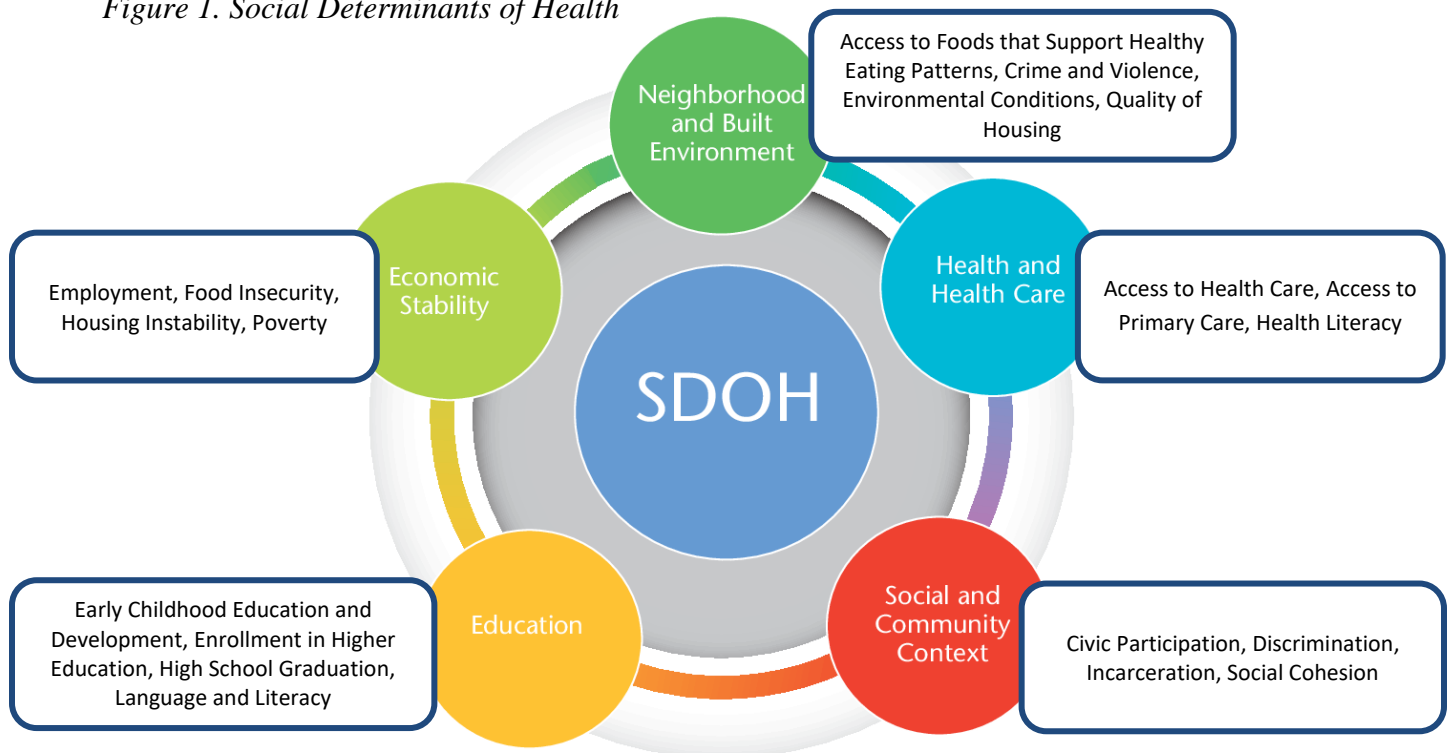 Figure 1. Social Determinants of Health
Neighborhood
and Built
Environment
Access to Foods that Support Healthy
Eating Patterns, Crime and Violence,
Environmental Conditions, Quality of
Housing
Economic
Stability
Employment, Food Insecurity,
Housing Instability, Poverty
Health and
Health Care
Access to Health Care, Access to
Primary Care, Health Literacy
SDOH
Education
Early Childhood Education and
Development, Enrollment in Higher
Education, High School Graduation,
Language and Literacy
Social and
Community
Context
Civic Participation, Discrimination,
Incarceration, Social Cohesion